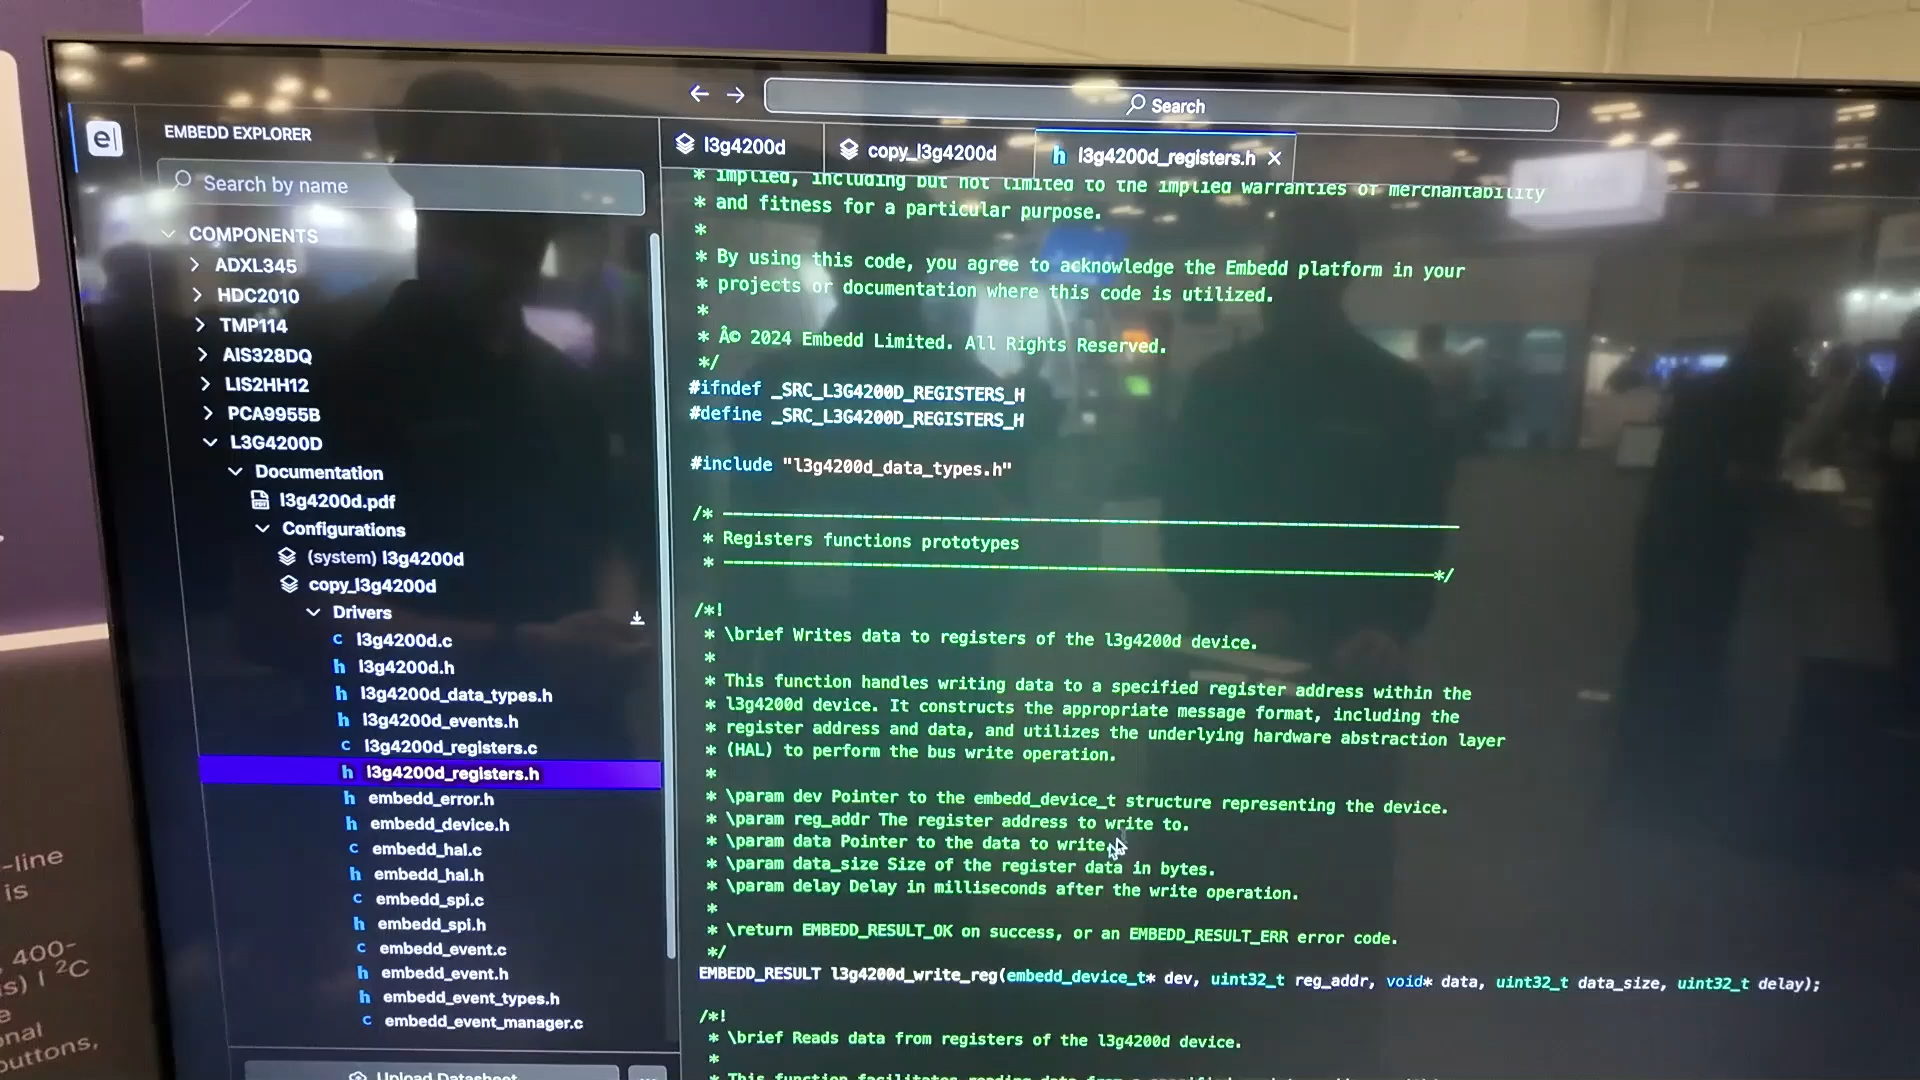 Search
e|
EMBEDD EXPLORER
Search by name
COMPONENTS
ADXL345
HDC2010
TMP114
AIS328DQ
LIS2HH12
PCA9955B
L3G4200D
Documentation
l3g4200d.pdf
Configurations
(system) l3g4200d
copy_l3g4200d
Drivers
c l3g4200d.c
h l3g4200d.h
h l3g4200d_data_types.h
h l3g4200d_events.h
c l3g4200d_registers.c
h l3g4200d_registers.h
h embedd_error.h
h embedd_device.h
c embedd_hal.c
h embedd_hal.h
c embedd_spi.c
h embedd_spi.h
c embedd_event.c
h embedd_event.h
h embedd_event_types.h
c embedd_event_manager.c
Upload Datasheet
l3g4200d
copy_l3g4200d
h l3g4200d_registers.h
* implied, including but not limited to the implied warranties of merchantability
* and fitness for a particular purpose.
*
* By using this code, you agree to acknowledge the Embedd platform in your
* projects or documentation where this code is utilized.
*
* Â© 2024 Embedd Limited. All Rights Reserved.
*/
#ifndef _SRC_L3G4200D_REGISTERS_H
#define _SRC_L3G4200D_REGISTERS_H
#include "l3g4200d_data_types.h"
/* ------------------------------------------------------------------------
* Registers functions prototypes
* ------------------------------------------------------------------------*/
/*!
* \brief Writes data to registers of the l3g4200d device.
*
* This function handles writing data to a specified register address within the
* l3g4200d device. It constructs the appropriate message format, including the
* register address and data, and utilizes the underlying hardware abstraction layer
* (HAL) to perform the bus write operation.
*
* \param dev Pointer to the embedd_device_t structure representing the device.
* \param reg_addr The register address to write to.
* \param data Pointer to the data to write.
* \param data_size Size of the register data in bytes.
* \param delay Delay in milliseconds after the write operation.
*
* \return EMBEDD_RESULT_OK on success, or an EMBEDD_RESULT_ERR error code.
*/
EMBEDD_RESULT l3g4200d_write_reg(embedd_device_t* dev, uint32_t reg_addr, void* data, uint32_t data_size, uint32_t delay);
/*!
* \brief Reads data from registers of the l3g4200d device.
*
* This function facilitates reading data from a specified
-line
is
400-
²C
buttons,